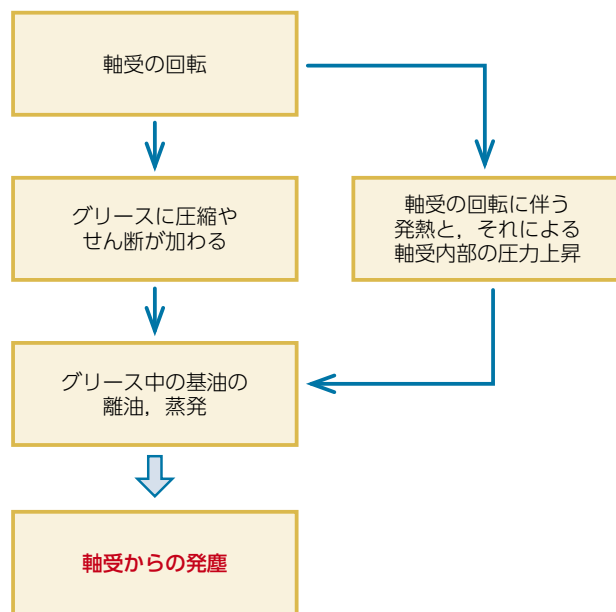 軸受の回転
グリースに圧縮や
せん断が加わる
軸受の回転に伴う
発熱と，それによる
軸受内部の圧力上昇
グリース中の基油の
離油，蒸発
軸受からの発塵